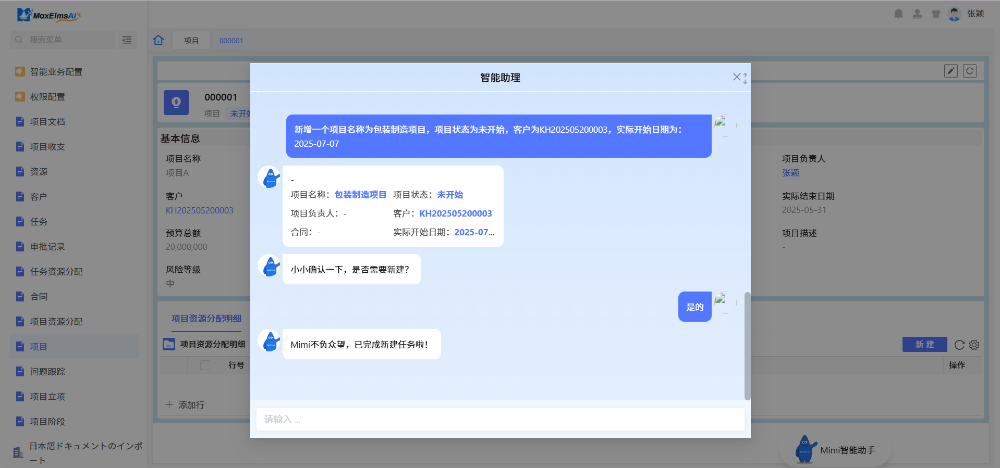 MaxElmsAI
张颖
搜索菜单
项目
000001
智能业务配置
权限配置
项目文档
项目收支
资源
客户
任务
审批记录
任务资源分配
合同
项目资源分配
项目
问题跟踪
项目立项
项目阶段
日本語ドキュメントのインポ
ート
000001
项目
未开始
基本信息
项目名称
项目A
客户
KH202505200003
预算总额
20,000,000
风险等级
中
项目负责人
张颖
实际结束日期
2025-05-31
项目描述
-
项目资源分配明细
项目资源分配明细
新 建
行号
操作
添加行
智能助理
新增一个项目名称为包装制造项目，项目状态为未开始，客户为KH202505200003，实际开始日期为：
2025-07-07
-
项目名称：包装制造项目 项目状态：未开始
项目负责人：- 客户：KH202505200003
合同：- 实际开始日期：2025-07...
小小确认一下，是否需要新建？
是的
Mimi不负众望，已完成新建任务啦！
请输入 ...
Mimi智能助手